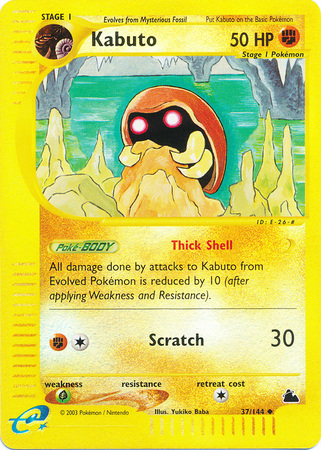 STAGE 1
Evolves from Mysterious Fossil
Put Kabuto on the Basic Pokémon
Kabuto
50 HP
Stage 1 Pokémon
ID: E-26-#
Poké-BODY
Thick Shell
All damage done by attacks to Kabuto from
Evolved Pokémon is reduced by 10 (after
applying Weakness and Resistance).
Scratch
30
weakness
resistance
retreat cost
e
© 2003 Pokémon / Nintendo
Illus. Yukiko Baba
37/144